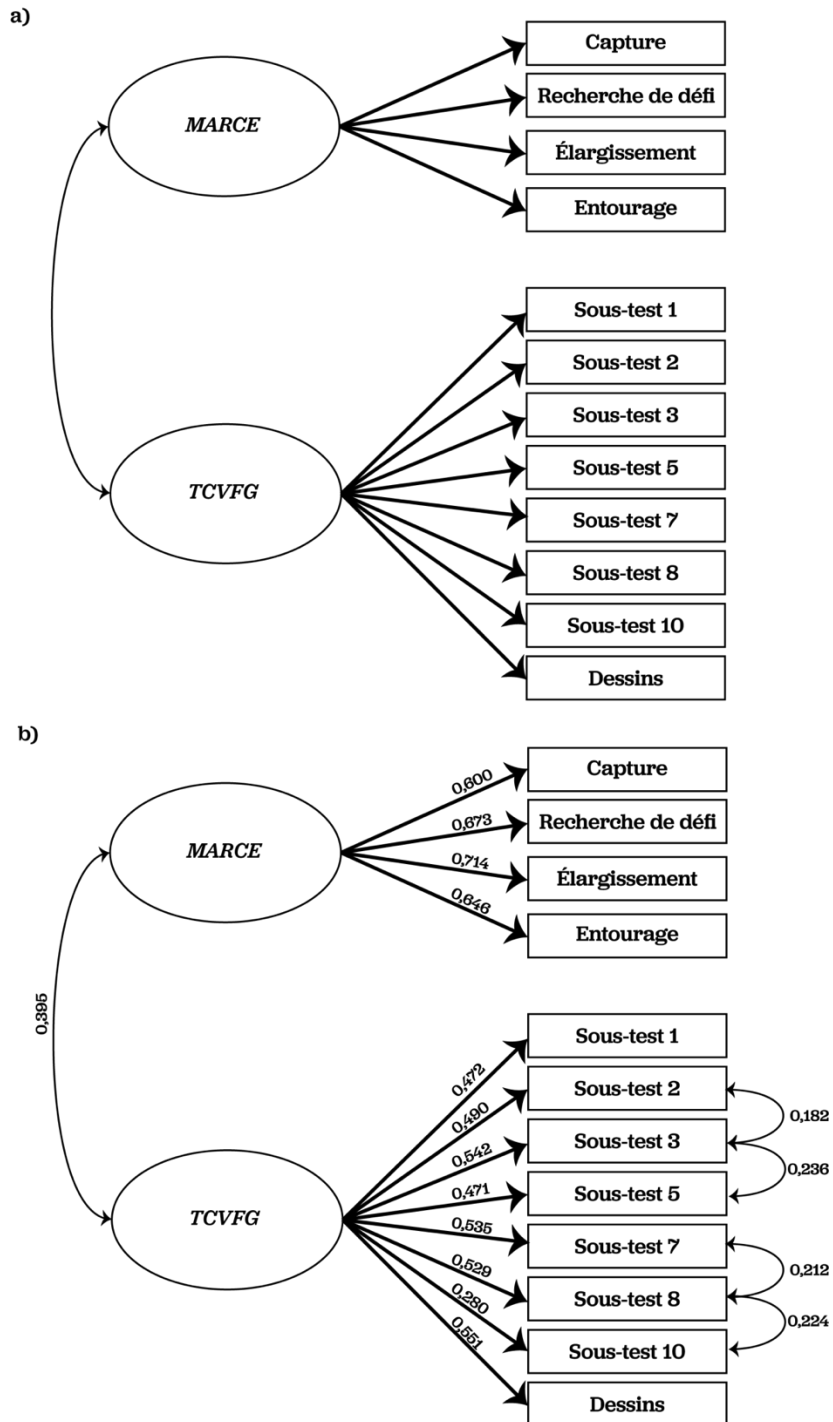 a)
MARCE
Capture
Recherche de défi
Élargissement
Entourage
TCVFG
Sous-test 1
Sous-test 2
Sous-test 3
Sous-test 5
Sous-test 7
Sous-test 8
Sous-test 10
Dessins
b)
MARCE
0,600
Capture
0,673
Recherche de défi
0,714
Élargissement
0,646
Entourage
0,395
TCVFG
0,472
Sous-test 1
0,490
Sous-test 2
0,182
0,542
Sous-test 3
0,236
0,471
Sous-test 5
0,535
Sous-test 7
0,212
0,529
Sous-test 8
0,224
0,280
Sous-test 10
0,551
Dessins